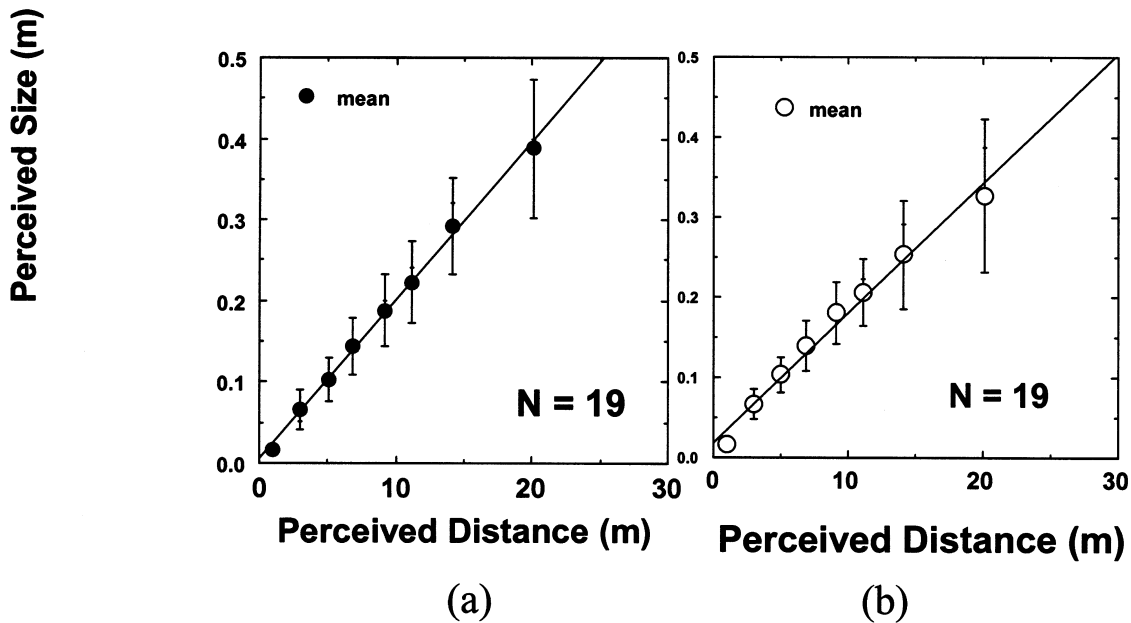 Perceived Size (m)
0.5
0.4
0.3
0.2
0.1
0.0
mean
N = 19
0 10 20 30
Perceived Distance (m)
(a)
0.5
0.4
0.3
0.2
0.1
0.0
mean
N = 19
0 10 20 30
Perceived Distance (m)
(b)